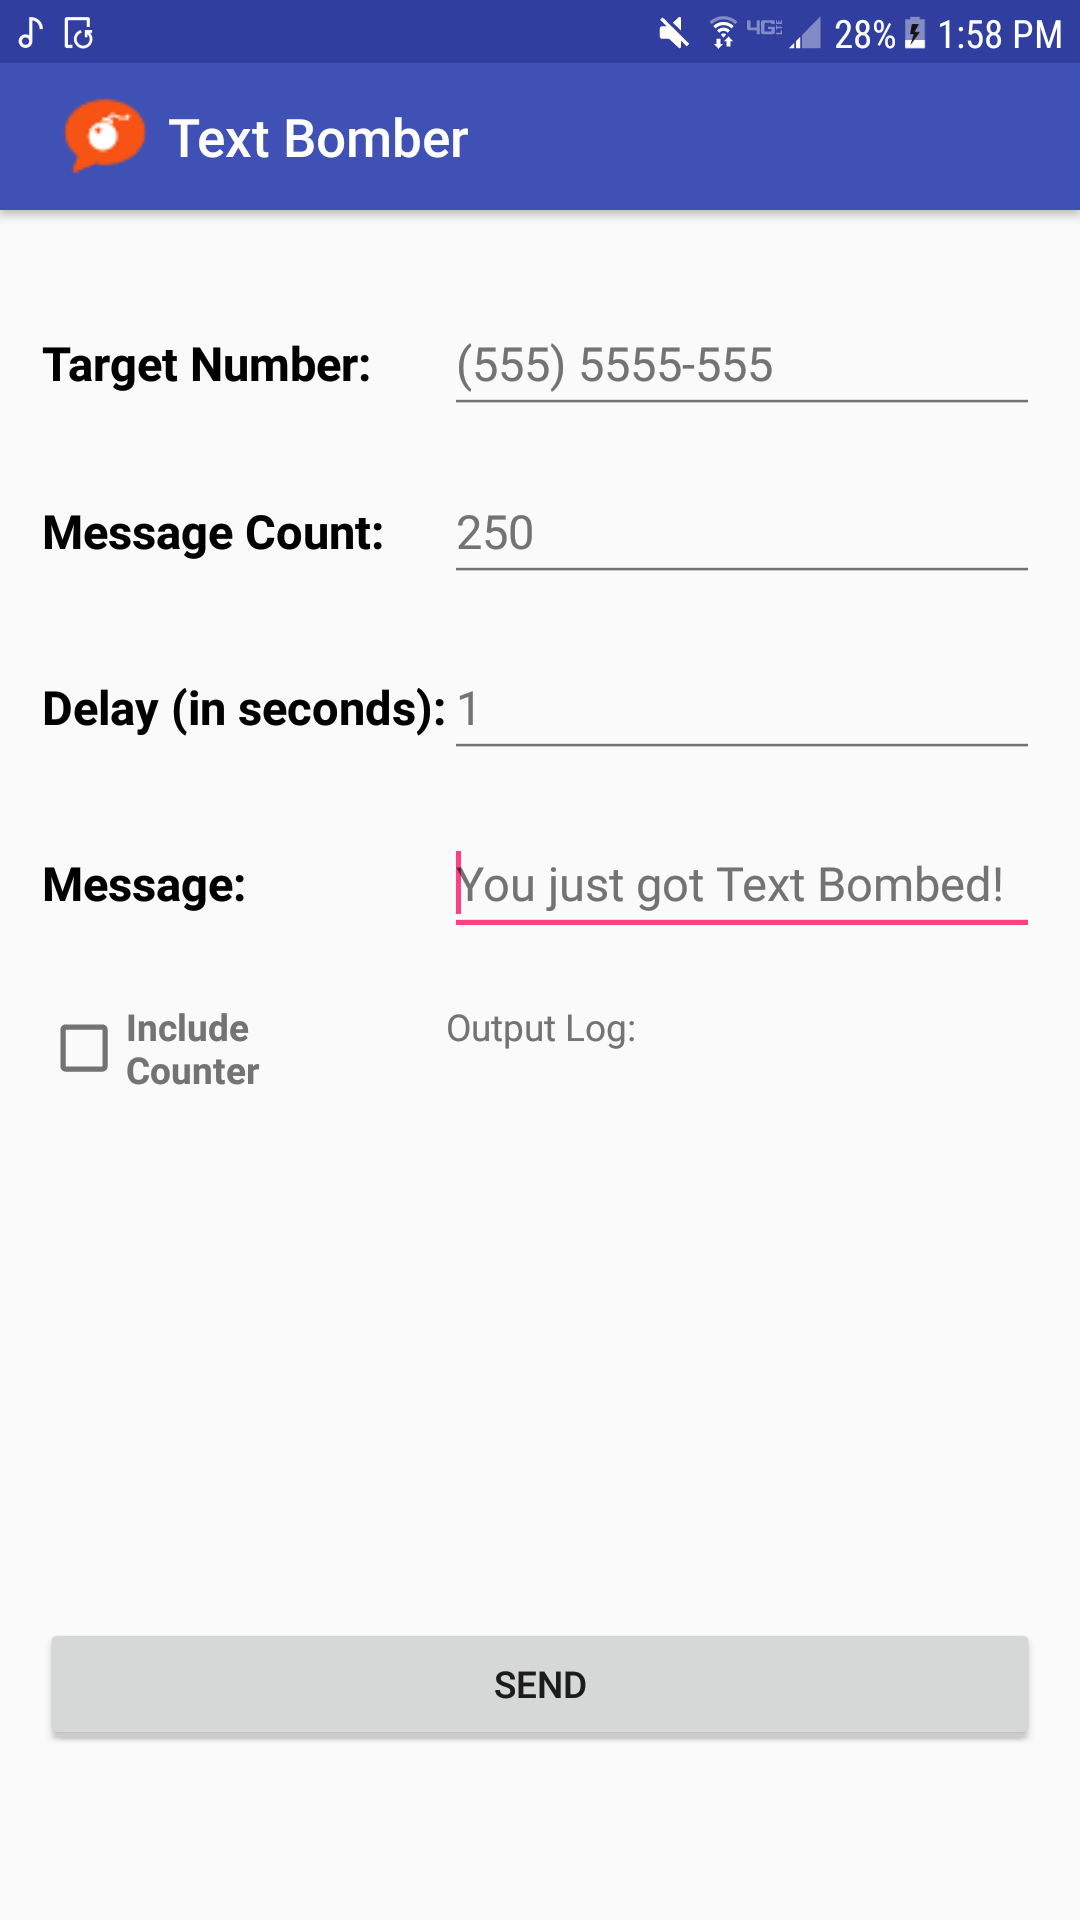 4G 28% 1:58 PM
Text Bomber
Target Number: (555) 5555-555
Message Count: 250
Delay (in seconds): 1
Message: You just got Text Bombed!
Include Output Log:
Counter
SEND